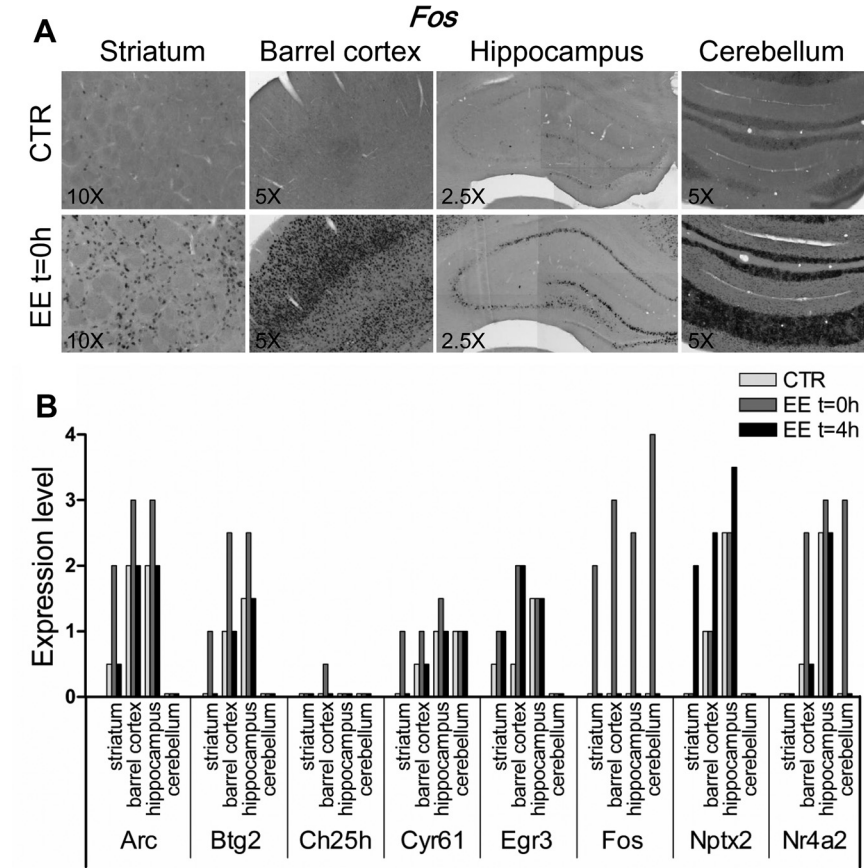 Fos
A
Striatum Barrel cortex Hippocampus Cerebellum
CTR
10X 5X 2.5X 5X
EE t=0h
10X 5X 2.5X 5X
B
CTR
EE t=0h
EE t=4h
Expression level
4
3
2
1
0
striatum barrel cortex hippocampus cerebellum striatum barrel cortex hippocampus cerebellum striatum barrel cortex hippocampus cerebellum striatum barrel cortex hippocampus cerebellum striatum barrel cortex hippocampus cerebellum striatum barrel cortex hippocampus cerebellum striatum barrel cortex hippocampus cerebellum striatum barrel cortex hippocampus cerebellum
Arc Btg2 Ch25h Cyr61 Egr3 Fos Nptx2 Nr4a2